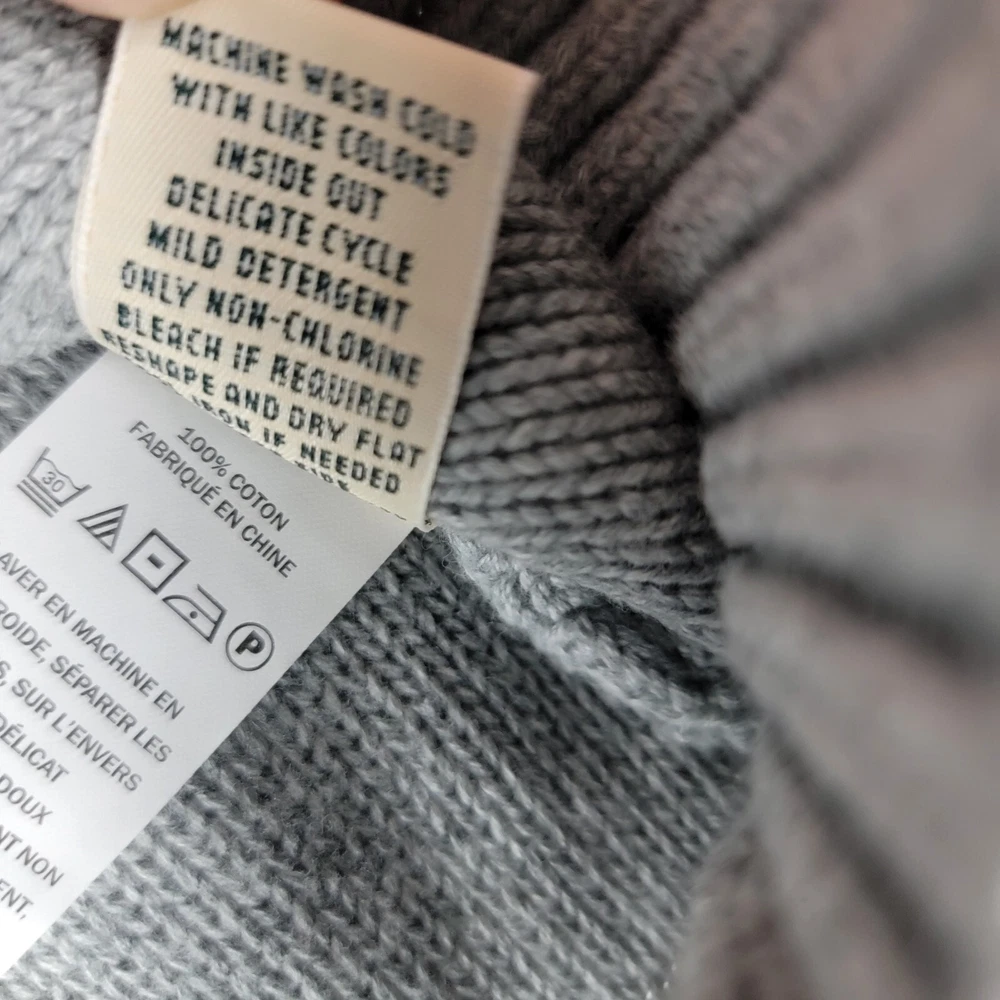 MACHINE WASH COLD
WITH LIKE COLORS
INSIDE OUT
DELICATE CYCLE
MILD DETERGENT
ONLY NON-CHLORINE
BLEACH IF REQUIRED
RESHAPE AND DRY FLAT
IRON IF NEEDED
100% COTON
FABRIQUÉ EN CHINE
30
P
AVER EN MACHINE EN
ROIDE, SÉPARER LES
S, SUR L'ENVERS
DÉLICAT
DOUX
NT NON
ENT,